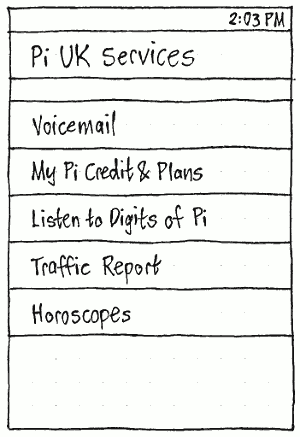 2:03 PM
Pi UK Services
Voicemail
My Pi Credit & Plans
Listen to Digits of Pi
Traffic Report
Horoscopes